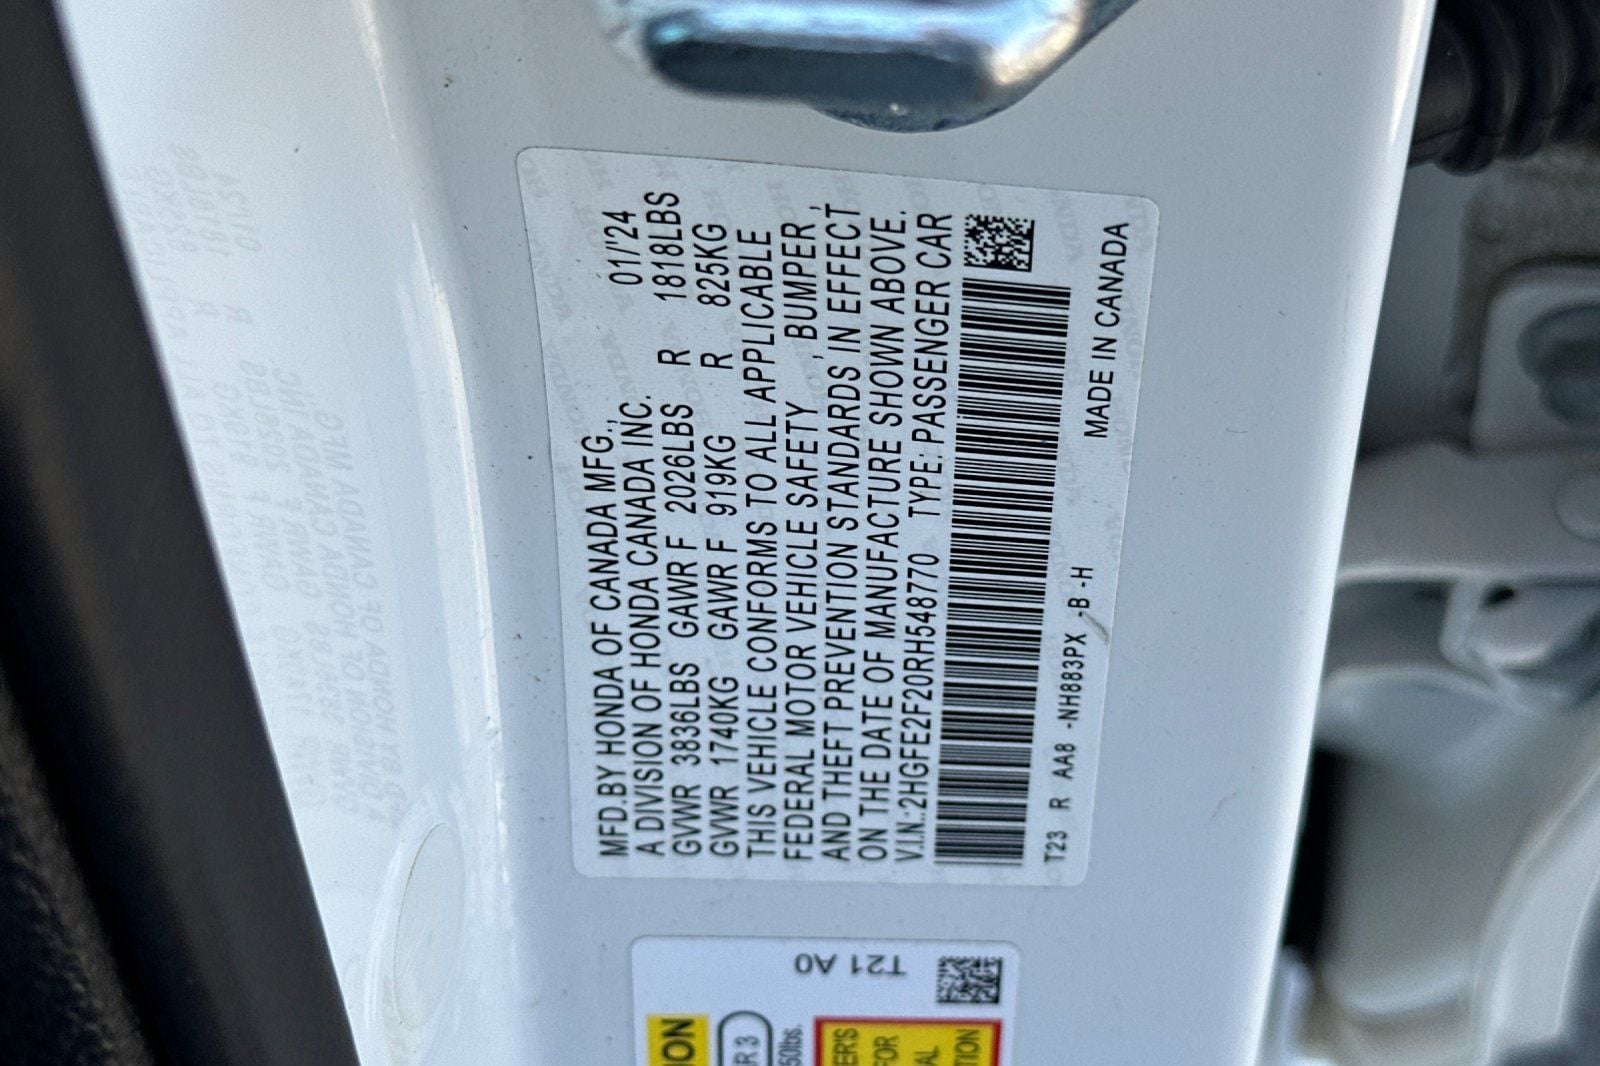 MFD.BY HONDA OF CANADA MFG., 01/'24
A DIVISION OF HONDA CANADA INC.
GVWR 3836LBS GAWR F 2026LBS R 1818LBS
GVWR 1740KG GAWR F 919KG R 825KG
THIS VEHICLE CONFORMS TO ALL APPLICABLE
FEDERAL MOTOR VEHICLE SAFETY , BUMPER ,
AND THEFT PREVENTION STANDARDS IN EFFECT
ON THE DATE OF MANUFACTURE SHOWN ABOVE.
V.I.N.:2HGFE2F20RH548770 TYPE: PASSENGER CAR
T23 R AA8 -NH883PX -B -H MADE IN CANADA
T21 A0